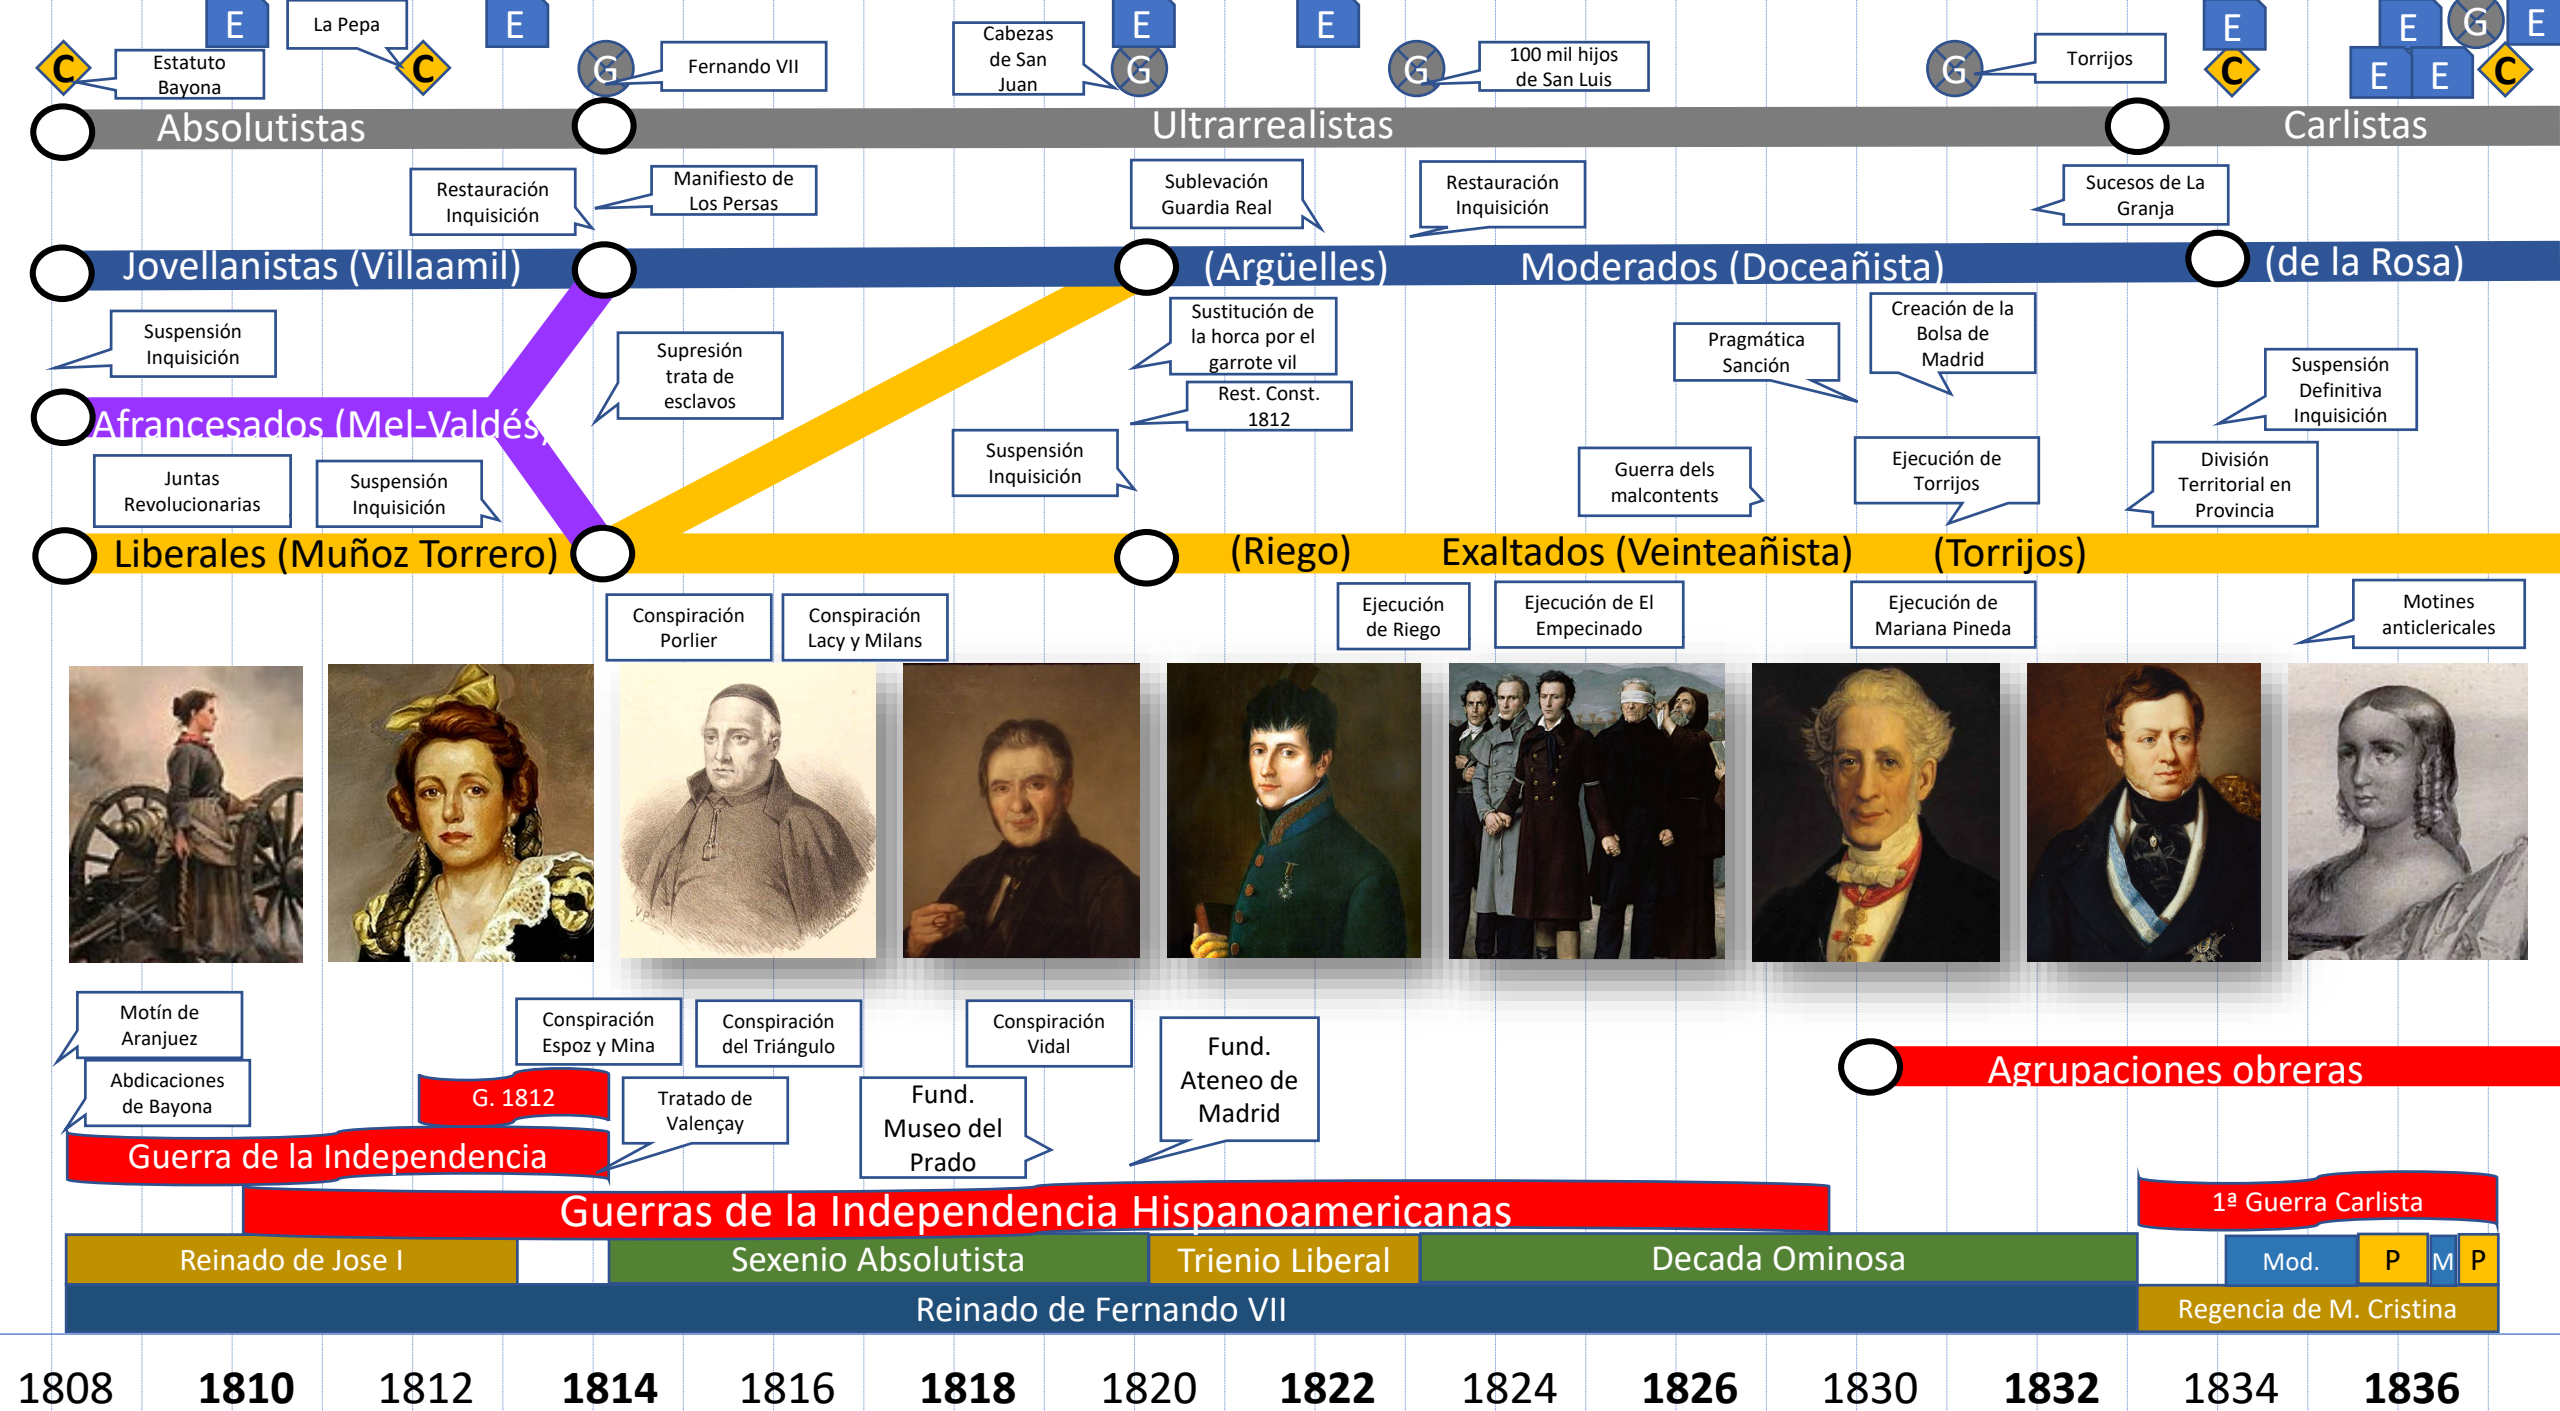 E
La Pepa
E
Cabezas
de San
Juan
E
E
E
E
G
E
C
Estatuto
Bayona
C
G
Fernando VII
G
G
100 mil hijos
de San Luis
G
Torrijos
C
E
E
C
Absolutistas
Ultrarrealistas
Carlistas
Restauración
Inquisición
Manifiesto de
Los Persas
Sublevación
Guardia Real
Restauración
Inquisición
Sucesos de La
Granja
Jovellanistas (Villaamil)
(Argüelles)
Moderados (Doceañista)
(de la Rosa)
Suspensión
Inquisición
Supresión
trata de
esclavos
Sustitución de
la horca por el
garrote vil
Pragmática
Sanción
Creación de la
Bolsa de
Madrid
Suspensión
Definitiva
Inquisición
Afrancesados (Mel-Valdés)
Rest. Const.
1812
Juntas
Revolucionarias
Suspensión
Inquisición
Suspensión
Inquisición
Guerra dels
malcontents
Ejecución de
Torrijos
División
Territorial en
Provincia
Liberales (Muñoz Torrero)
(Riego)
Exaltados (Veinteañista)
(Torrijos)
Conspiración
Porlier
Conspiración
Lacy y Milans
Ejecución
de Riego
Ejecución de El
Empecinado
Ejecución de
Mariana Pineda
Motines
anticlericales
Motín de
Aranjuez
Conspiración
Espoz y Mina
Conspiración
del Triángulo
Conspiración
Vidal
Fund.
Ateneo de
Madrid
Agrupaciones obreras
Abdicaciones
de Bayona
G. 1812
Tratado de
Valençay
Fund.
Museo del
Prado
Guerra de la Independencia
Guerras de la Independencia Hispanoamericanas
1ª Guerra Carlista
Reinado de Jose I
Sexenio Absolutista
Trienio Liberal
Decada Ominosa
Mod.
P
M
P
Reinado de Fernando VII
Regencia de M. Cristina
1808 1810 1812 1814 1816 1818 1820 1822 1824 1826 1830 1832 1834 1836